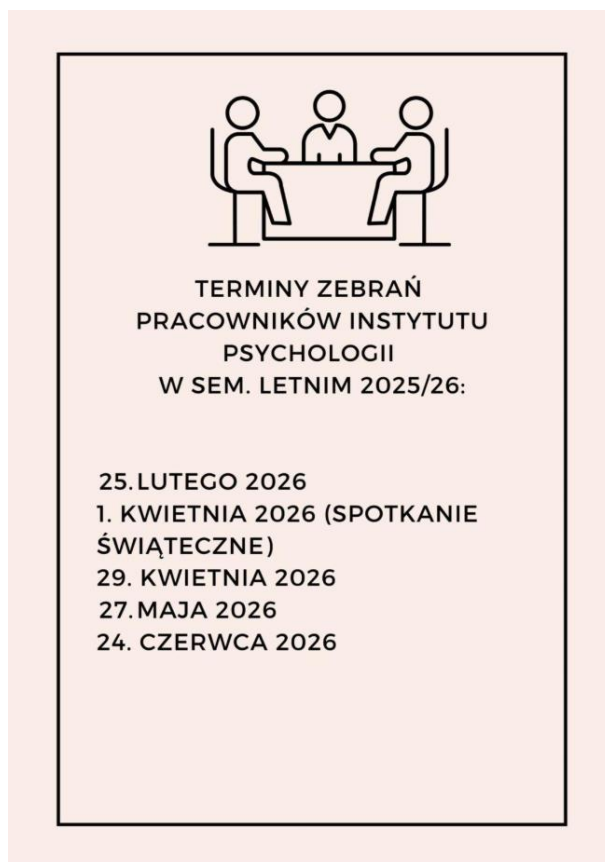 TERMINY ZEBRAŃ
PRACOWNIKÓW INSTYTUTU
PSYCHOLOGII
W SEM. LETNIM 2025/26:
25.LUTEGO 2026
1. KWIETNIA 2026 (SPOTKANIE
ŚWIĄTECZNE)
29. KWIETNIA 2026
27.MAJA 2026
24. CZERWCA 2026